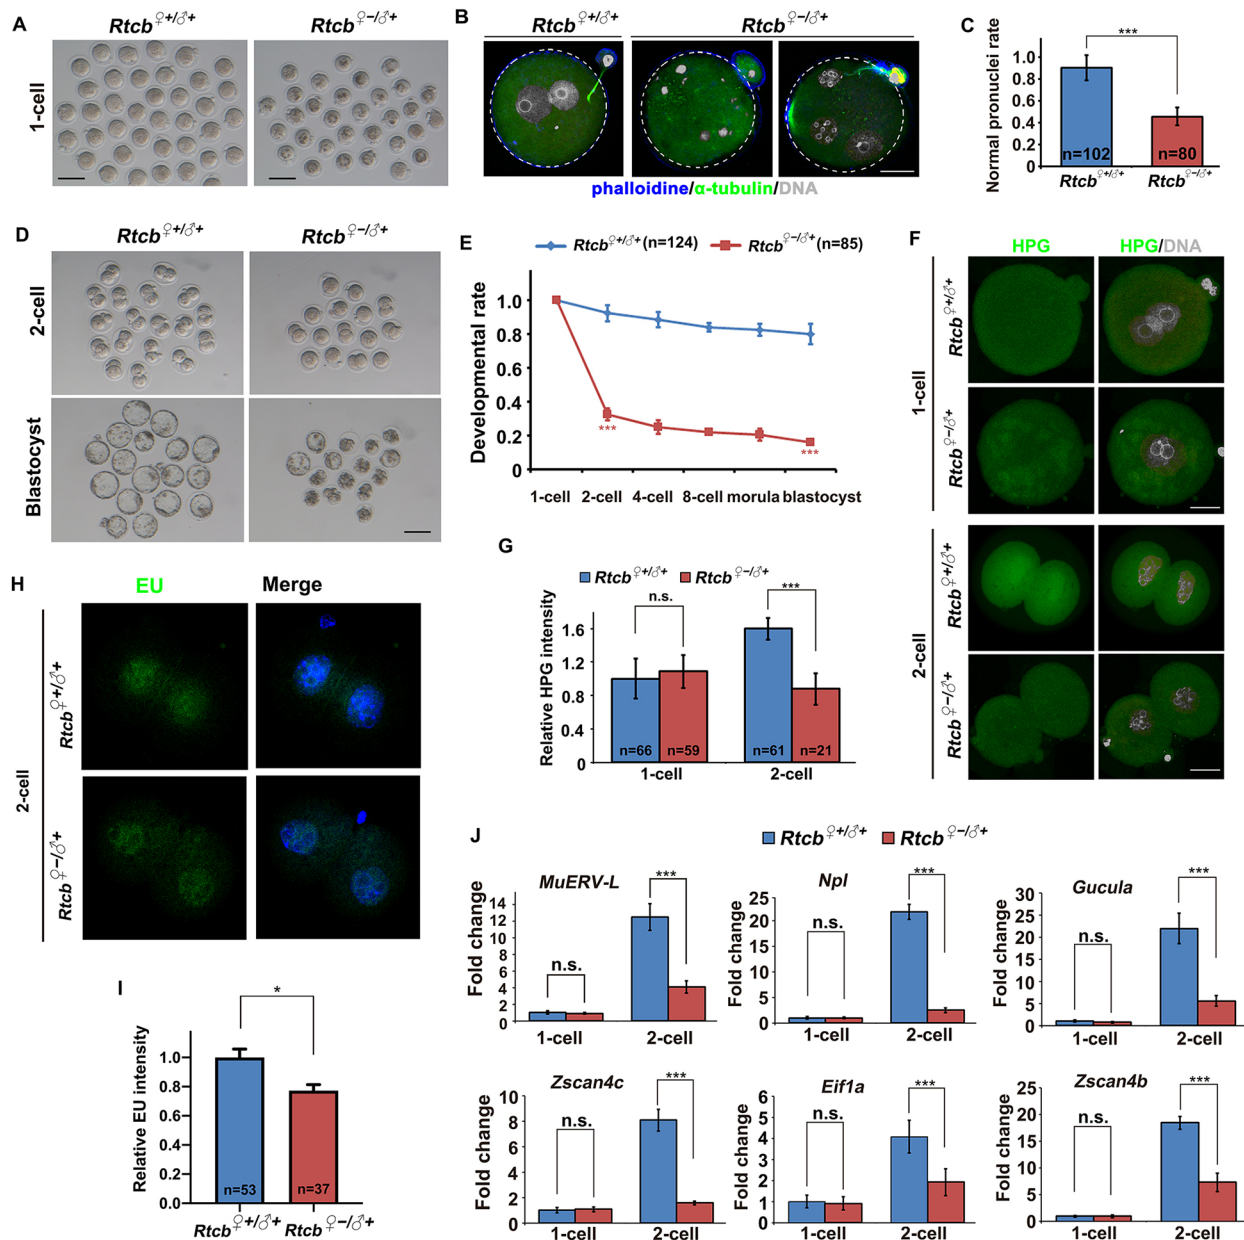 A
Rtcb♀+/♂+
Rtcb♀−/♂+
1-cell
B
Rtcb♀+/♂+
Rtcb♀−/♂+
phalloidine/α-tubulin/DNA
C
Normal pronuclei rate
1.0
0.8
0.6
0.4
0.2
0
***
n=102
n=80
Rtcb♀+/♂+
Rtcb♀−/♂+
D
Rtcb♀+/♂+
Rtcb♀−/♂+
2-cell
Blastocyst
E
Rtcb♀+/♂+ (n=124)
Rtcb♀−/♂+ (n=85)
Developmental rate
1.0
0.8
0.6
0.4
0.2
0
***
***
1-cell 2-cell 4-cell 8-cell morula blastocyst
F
HPG
HPG/DNA
1-cell
Rtcb♀+/♂+
Rtcb♀−/♂+
2-cell
Rtcb♀+/♂+
Rtcb♀−/♂+
G
Rtcb♀+/♂+
Rtcb♀−/♂+
Relative HPG intensity
1.6
1.2
0.8
0.4
0
n.s.
***
n=66
n=59
n=61
n=21
1-cell
2-cell
H
EU
Merge
2-cell
Rtcb♀+/♂+
Rtcb♀−/♂+
I
Relative EU intensity
1.0
0.8
0.6
0.4
0.2
0.0
*
n=53
n=37
Rtcb♀+/♂+
Rtcb♀−/♂+
J
Rtcb♀+/♂+
Rtcb♀−/♂+
MuERV-L
Fold change
14
12
10
8
6
4
2
0
n.s.
***
1-cell
2-cell
Npl
Fold change
25
20
15
10
5
0
n.s.
***
1-cell
2-cell
Gucula
Fold change
30
25
20
15
10
5
0
n.s.
***
1-cell
2-cell
Zscan4c
Fold change
10
8
6
4
2
0
n.s.
***
1-cell
2-cell
Eif1a
Fold change
6
5
4
3
2
1
0
n.s.
***
1-cell
2-cell
Zscan4b
Fold change
25
20
15
10
5
0
n.s.
***
1-cell
2-cell